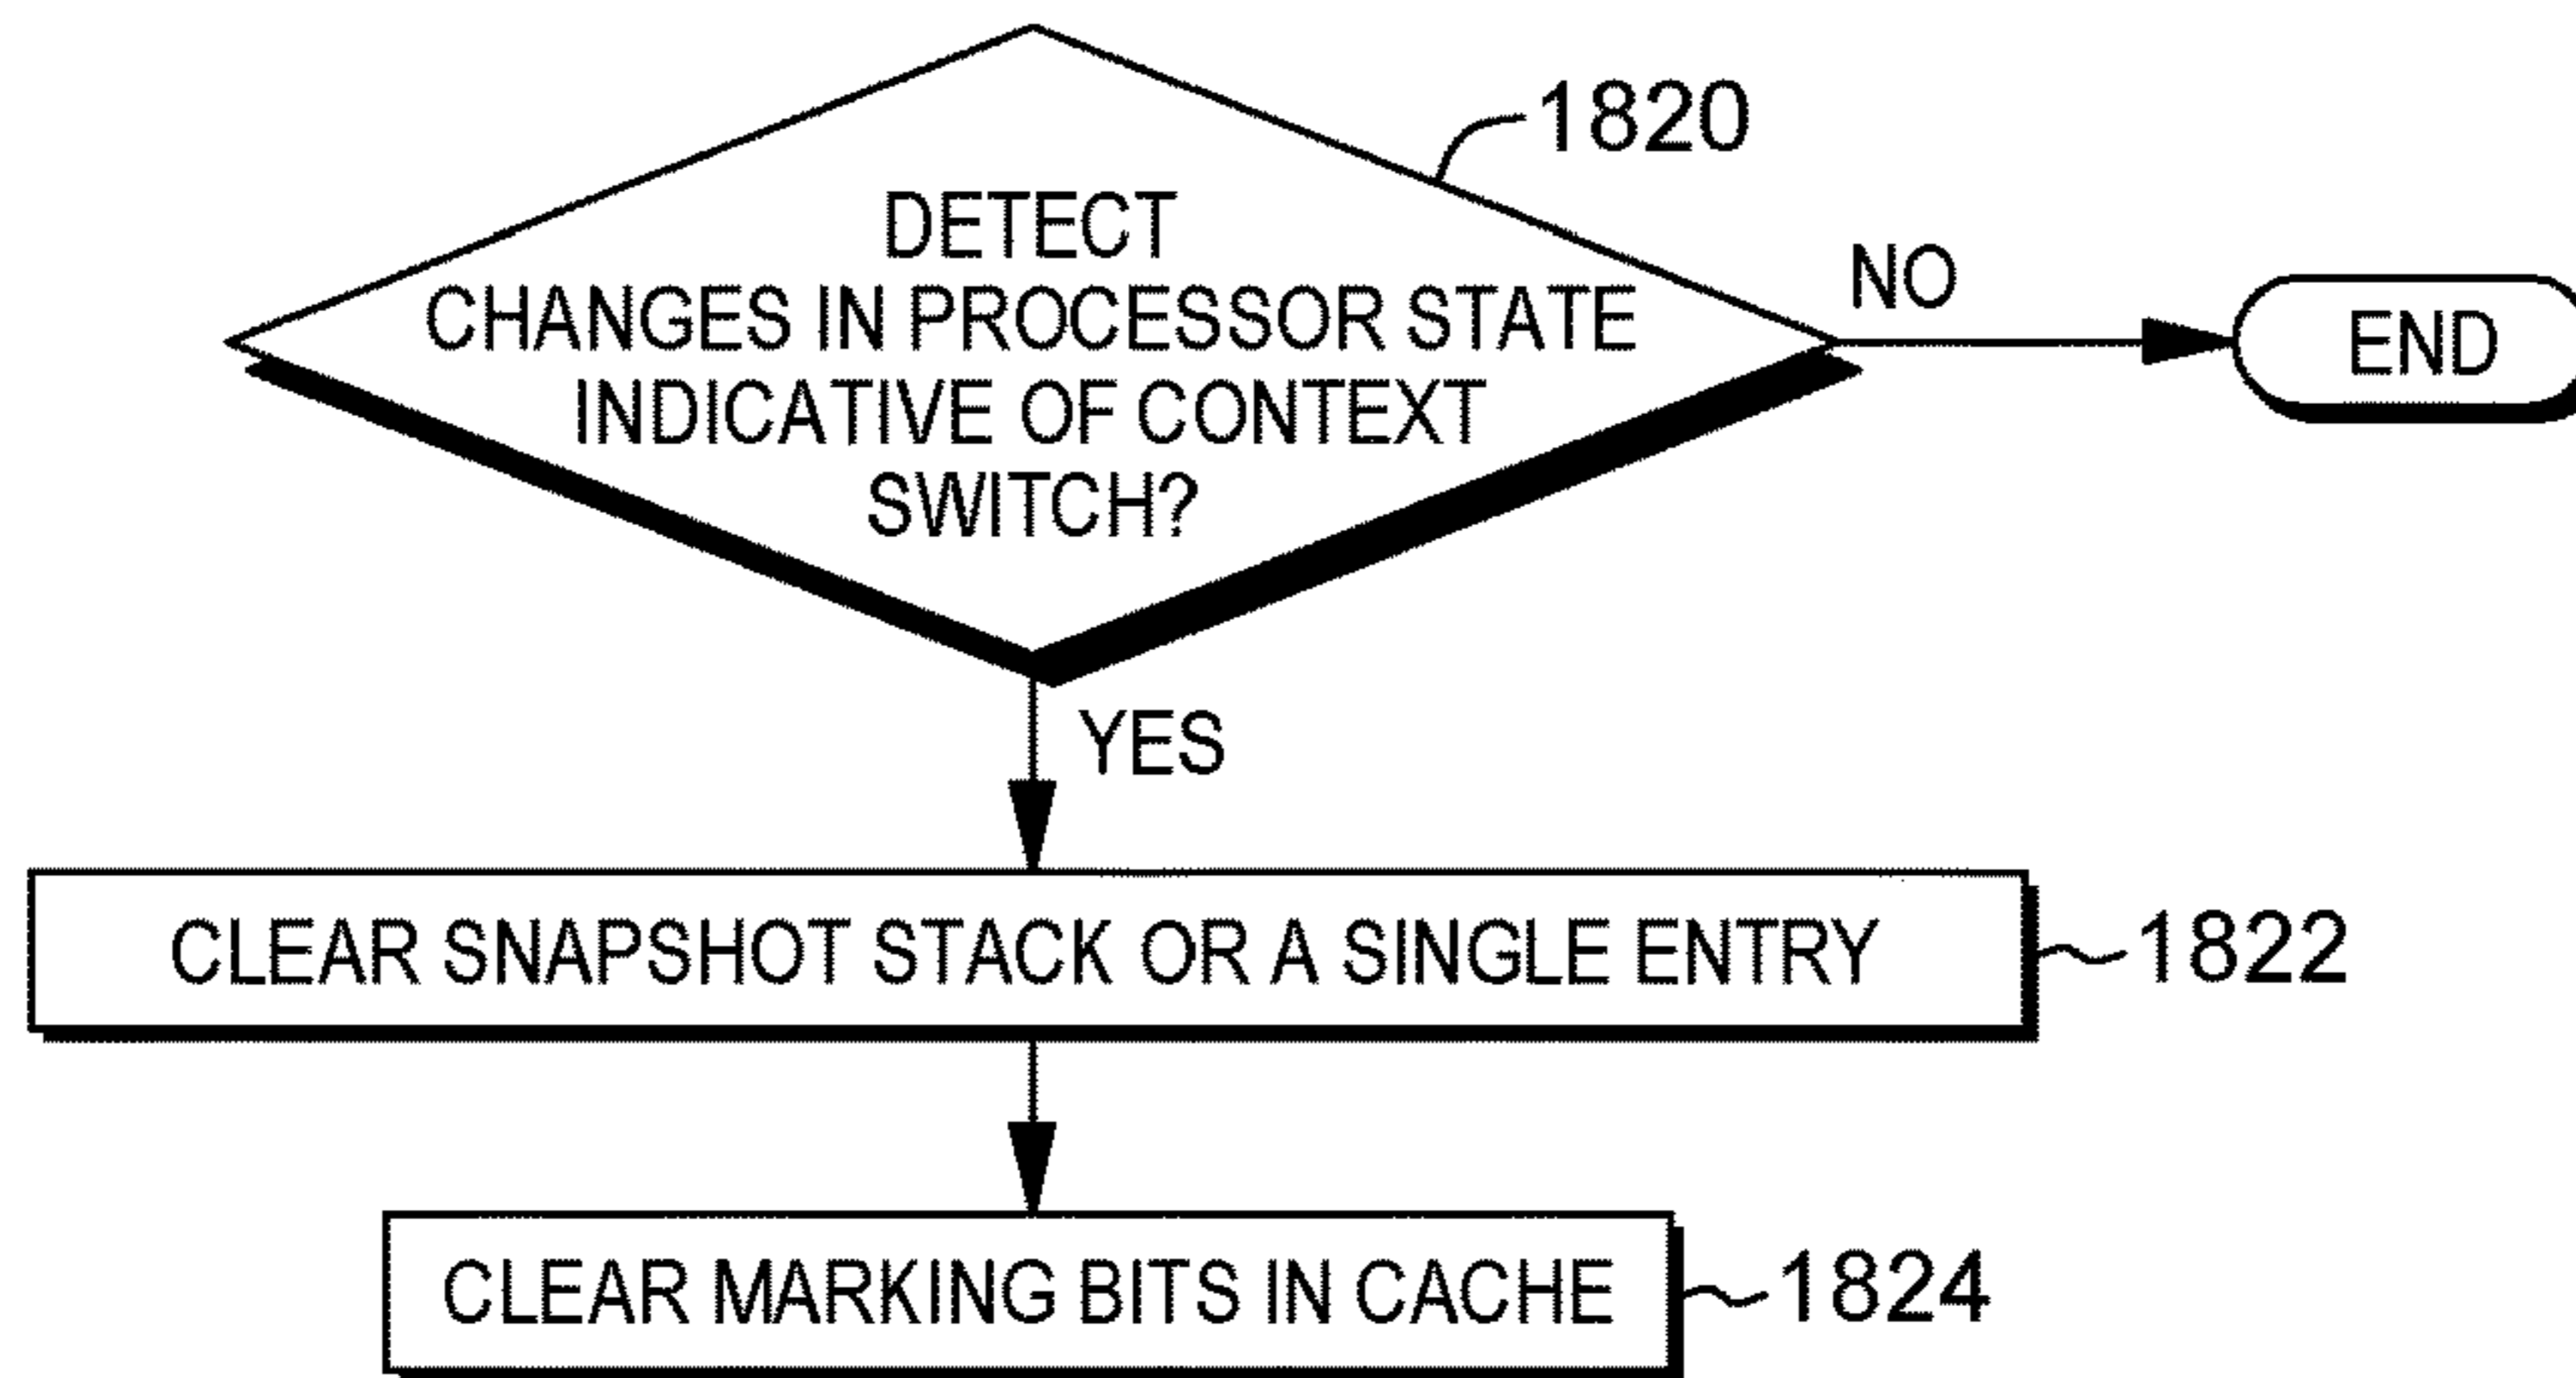 1820
DETECT
CHANGES IN PROCESSOR STATE
INDICATIVE OF CONTEXT
SWITCH?
NO
END
YES
CLEAR SNAPSHOT STACK OR A SINGLE ENTRY
1822
CLEAR MARKING BITS IN CACHE
1824